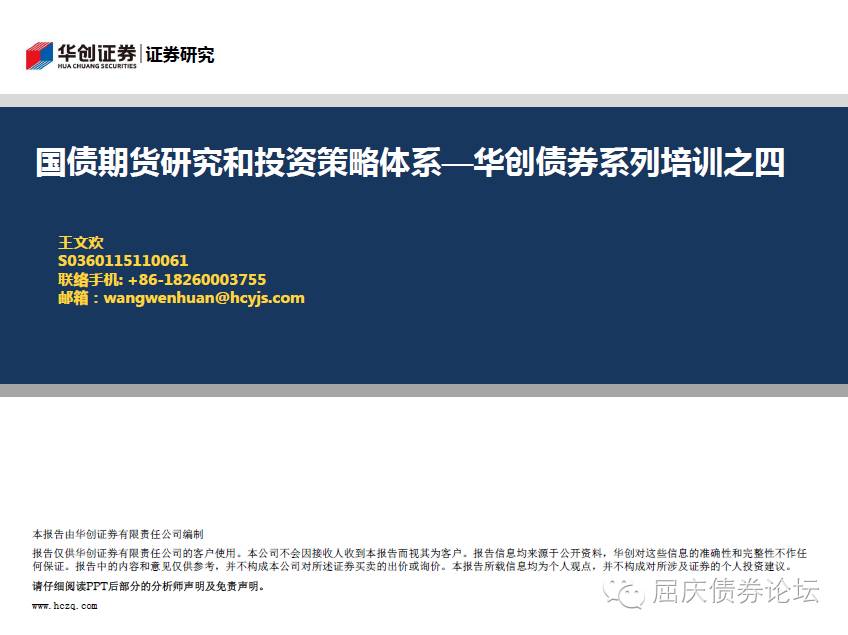 华创证券 证券研究
HUA CHUANG SECURITIES
国债期货研究和投资策略体系—华创债券系列培训之四
王文欢
S0360115110061
联络手机: +86-18260003755
邮箱：wangwenhuan@hcyjs.com
本报告由华创证券有限责任公司编制
报告仅供华创证券有限责任公司的客户使用。本公司不会因接收人收到本报告而视其为客户。报告信息均来源于公开资料，华创对这些信息的准确性和完整性不作任
何保证。报告中的内容和意见仅供参考，并不构成本公司对所述证券买卖的出价或询价。本报告所载信息均为个人观点，并不构成对所涉及证券的个人投资建议。
请仔细阅读PPT后部分的分析师声明及免责声明。
www.hczq.com
屈庆债券论坛